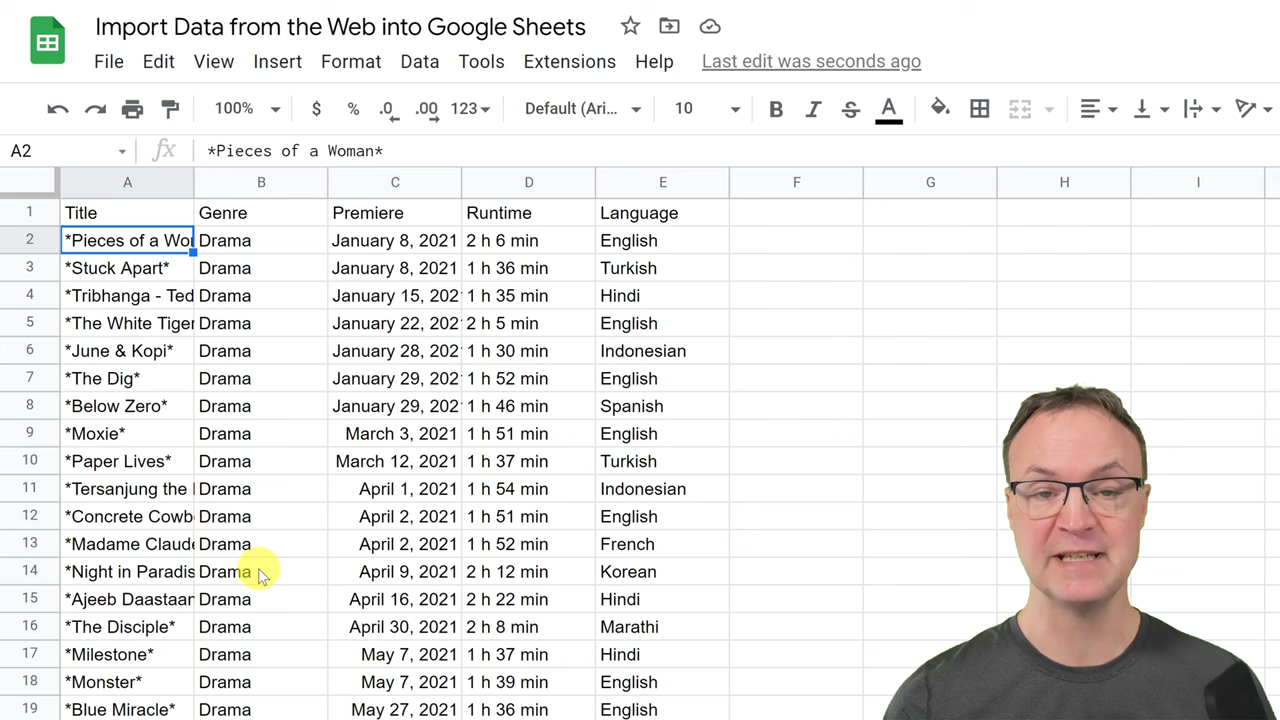 Import Data from the Web into Google Sheets
File Edit View Insert Format Data Tools Extensions Help Last edit was seconds ago
100% $ % .0 .00 123 Default (Ari... 10 B I S A
A2 fx *Pieces of a Woman*
A B C D E F G H I
1 Title Genre Premiere Runtime Language
2 *Pieces of a Wo Drama January 8, 2021 2 h 6 min English
3 *Stuck Apart* Drama January 8, 2021 1 h 36 min Turkish
4 *Tribhanga - Ted Drama January 15, 202 1 h 35 min Hindi
5 *The White Tiger Drama January 22, 202 2 h 5 min English
6 *June & Kopi* Drama January 28, 202 1 h 30 min Indonesian
7 *The Dig* Drama January 29, 202 1 h 52 min English
8 *Below Zero* Drama January 29, 202 1 h 46 min Spanish
9 *Moxie* Drama March 3, 2021 1 h 51 min English
10 *Paper Lives* Drama March 12, 2021 1 h 37 min Turkish
11 *Tersanjung the Drama April 1, 2021 1 h 54 min Indonesian
12 *Concrete Cowb Drama April 2, 2021 1 h 51 min English
13 *Madame Claude Drama April 2, 2021 1 h 52 min French
14 *Night in Paradis Drama April 9, 2021 2 h 12 min Korean
15 *Ajeeb Daastaan Drama April 16, 2021 2 h 22 min Hindi
16 *The Disciple* Drama April 30, 2021 2 h 8 min Marathi
17 *Milestone* Drama May 7, 2021 1 h 37 min Hindi
18 *Monster* Drama May 7, 2021 1 h 39 min English
19 *Blue Miracle* Drama May 27, 2021 1 h 36 min English